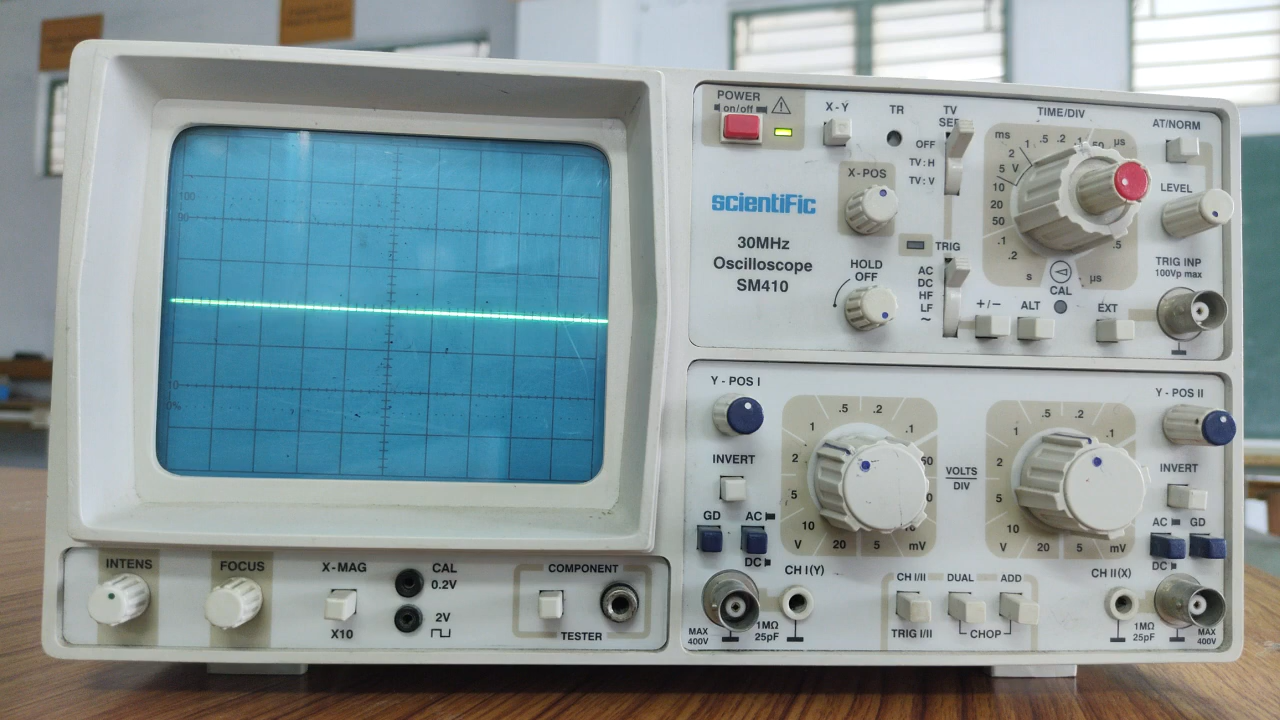 POWER
on/off
X-Y
TR
TV
SEP
TIME/DIV
AT/NORM
ms
.5 .2 .1
50 µs
1
2
5
10
20
50
.1
.2
s
V
.5
µs
OFF
TV: H
TV: V
X-POS
LEVEL
scientiFic
30MHz
Oscilloscope
SM410
TRIG
HOLD
OFF
AC
DC
HF
LF
~
CAL
+/−
ALT
EXT
TRIG INP
100Vp max
100
90
10
0%
Y - POS I
INVERT
GD
AC
DC
.5 .2
1
.1
2
50
5
10
V
20
5
mV
VOLTS
DIV
.5 .2
1
.1
2
5
10
V
20
5
mV
Y - POS II
INVERT
AC
GD
DC
INTENS
FOCUS
X-MAG
X10
CAL
0.2V
2V
COMPONENT
TESTER
MAX
400V
1MΩ
25pF
CH I(Y)
CH I/II
DUAL
ADD
TRIG I/II
CHOP
CH II(X)
1MΩ
25pF
MAX
400V